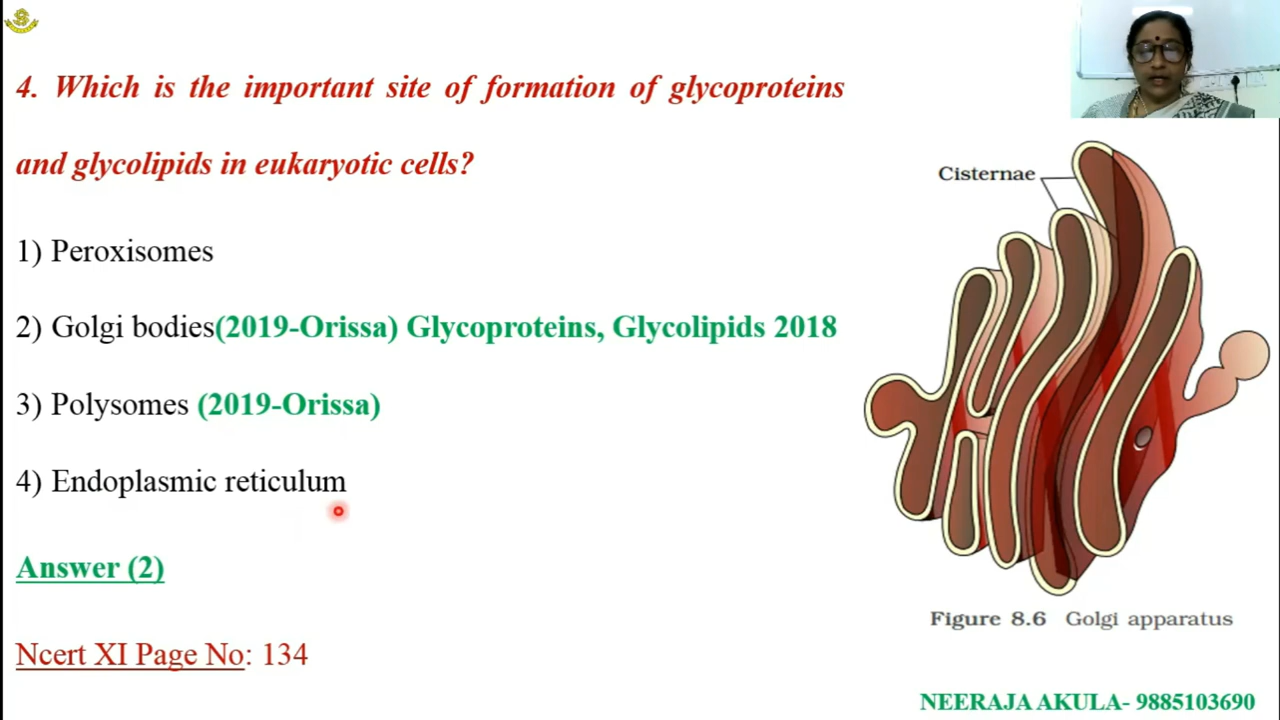 4. Which is the important site of formation of glycoproteins
and glycolipids in eukaryotic cells?
1) Peroxisomes
2) Golgi bodies(2019-Orissa) Glycoproteins, Glycolipids 2018
3) Polysomes (2019-Orissa)
4) Endoplasmic reticulum
Answer (2)
Ncert XI Page No: 134
Cisternae
Figure 8.6 Golgi apparatus
NEERAJA AKULA- 9885103690